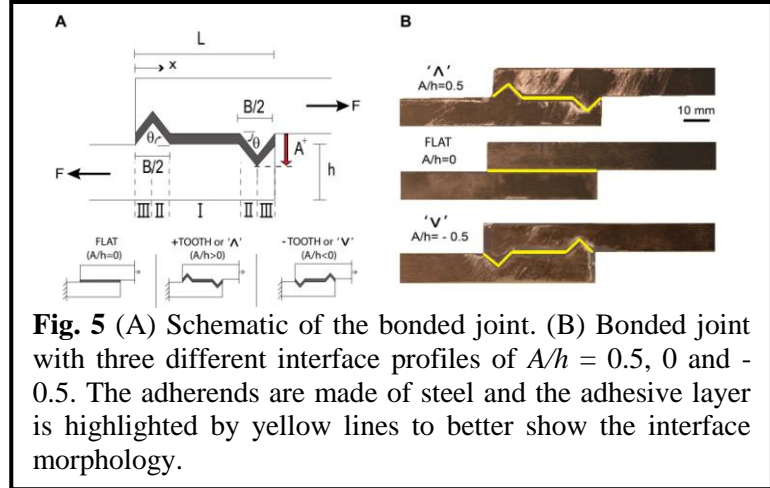 A
L
x
B/2
F
θ
θ
A⁺
h
F
B/2
III II I II III
FLAT
(A/h=0)
+TOOTH or 'Λ'
(A/h>0)
-TOOTH or 'V'
(A/h<0)
B
'Λ'
A/h=0.5
10 mm
FLAT
A/h=0
'V'
A/h= - 0.5
Fig. 5 (A) Schematic of the bonded joint. (B) Bonded joint
with three different interface profiles of A/h = 0.5, 0 and -
0.5. The adherends are made of steel and the adhesive layer
is highlighted by yellow lines to better show the interface
morphology.